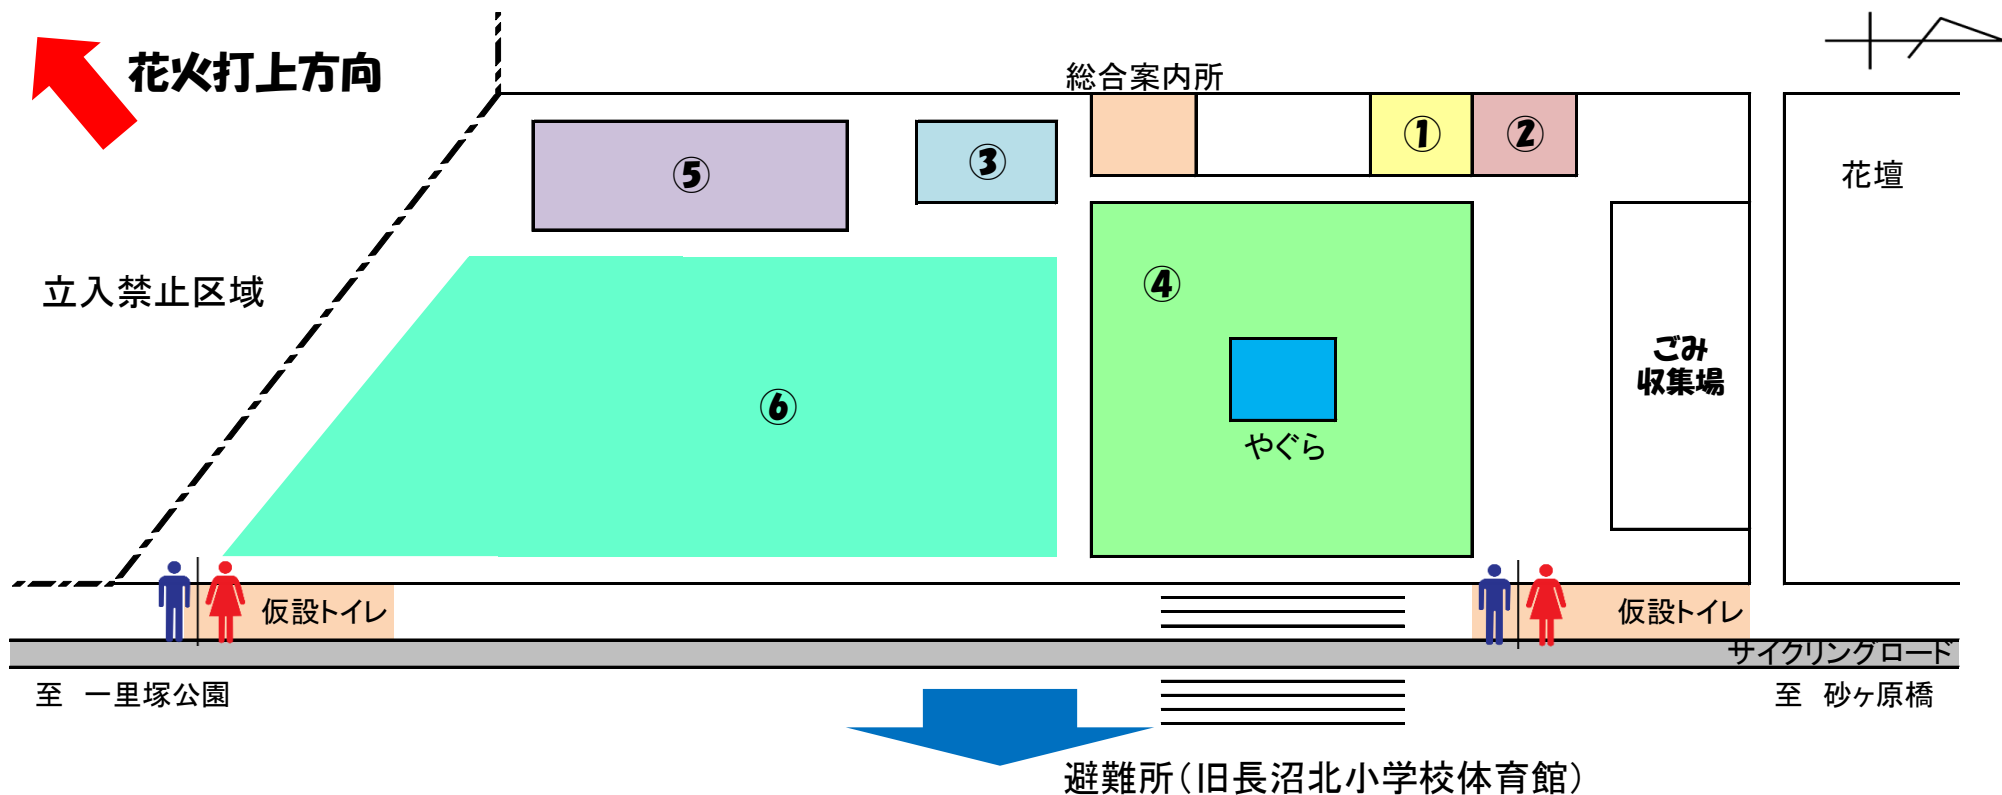 花火打上方向
総合案内所
①
②
③
⑤
花壇
立入禁止区域
④
ごみ
収集場
⑥
やぐら
仮設トイレ
仮設トイレ
サイクリングロード
至　一里塚公園
至　砂ヶ原橋
避難所（旧長沼北小学校体育館）